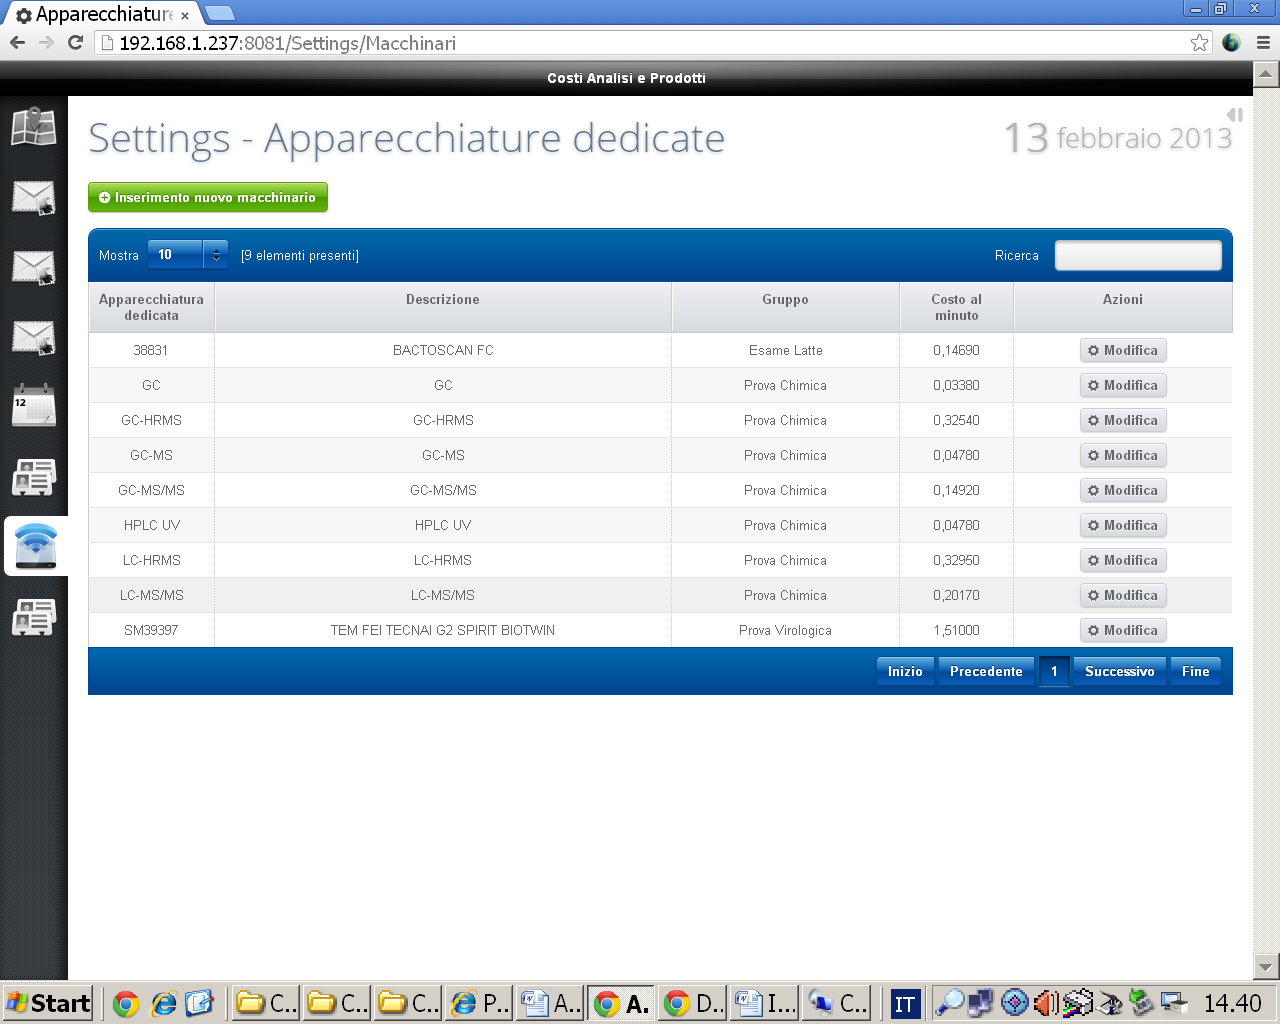 Apparecchiature
192.168.1.237:8081/Settings/Macchinari
Costi Analisi e Prodotti
Settings - Apparecchiature dedicate
13 febbraio 2013
Inserimento nuovo macchinario
Mostra 10 [9 elementi presenti] Ricerca
Apparecchiatura dedicata Descrizione Gruppo Costo al minuto Azioni
38831 BACTOSCAN FC Esame Latte 0,14690 Modifica
GC GC Prova Chimica 0,03380 Modifica
GC-HRMS GC-HRMS Prova Chimica 0,32540 Modifica
GC-MS GC-MS Prova Chimica 0,04780 Modifica
GC-MS/MS GC-MS/MS Prova Chimica 0,14920 Modifica
HPLC UV HPLC UV Prova Chimica 0,04780 Modifica
LC-HRMS LC-HRMS Prova Chimica 0,32950 Modifica
LC-MS/MS LC-MS/MS Prova Chimica 0,20170 Modifica
SM39397 TEM FEI TECNAI G2 SPIRIT BIOTWIN Prova Virologica 1,51000 Modifica
Inizio Precedente 1 Successivo Fine
12
Start C... C... C... P... A... A. D... I... C... IT 14.40